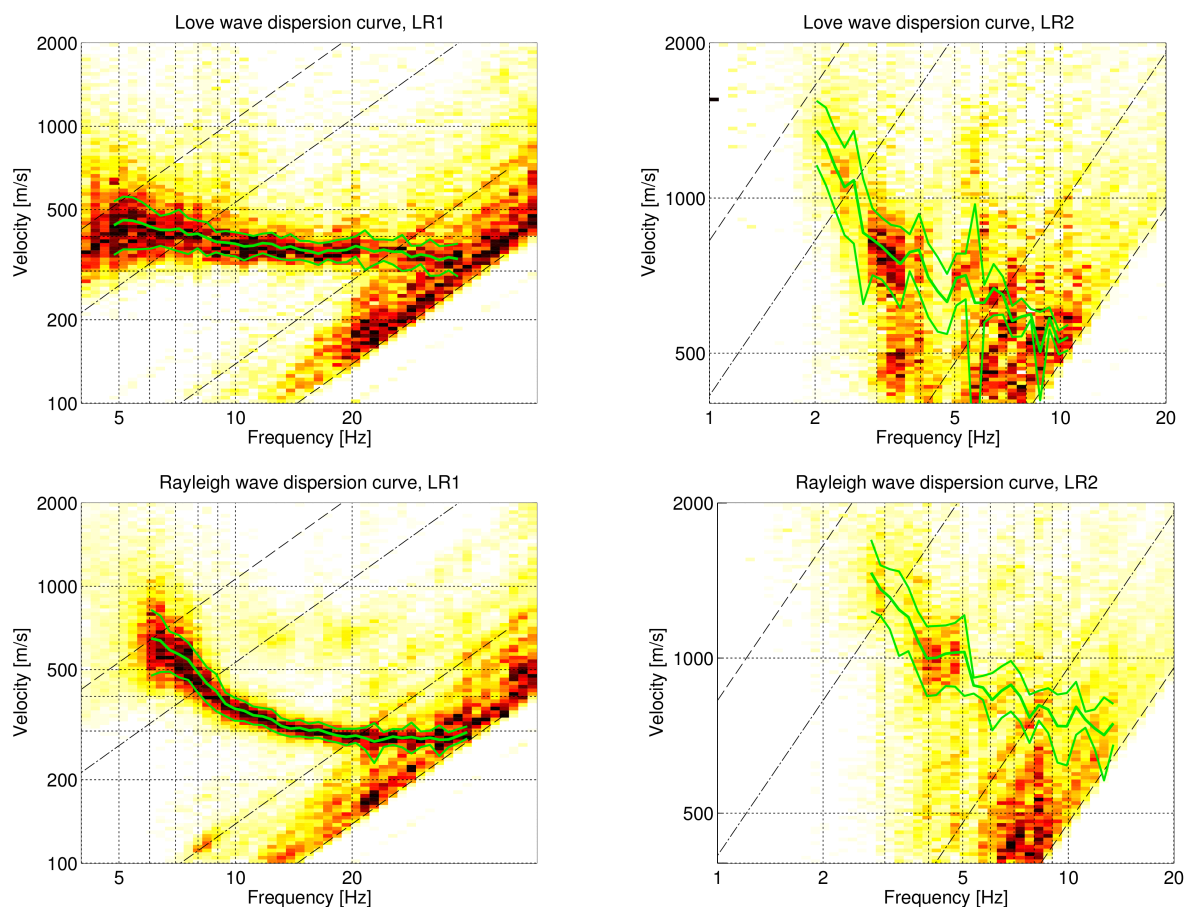 Love wave dispersion curve, LR1
2000
1000
500
200
100
Velocity [m/s]
5
10
20
Frequency [Hz]
Love wave dispersion curve, LR2
2000
1000
500
Velocity [m/s]
1
2
5
10
20
Frequency [Hz]
Rayleigh wave dispersion curve, LR1
2000
1000
500
200
100
Velocity [m/s]
5
10
20
Frequency [Hz]
Rayleigh wave dispersion curve, LR2
2000
1000
500
Velocity [m/s]
1
2
5
10
20
Frequency [Hz]